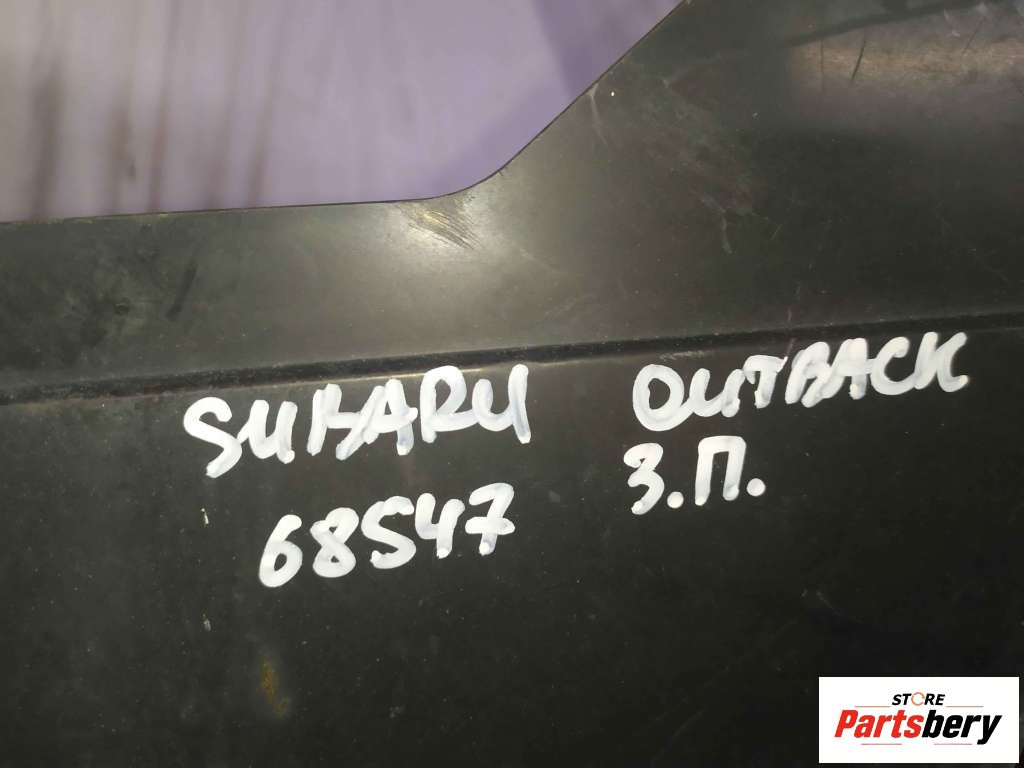 SUBARU OUTBACK
68547 З.П.
STORE
Partsbery